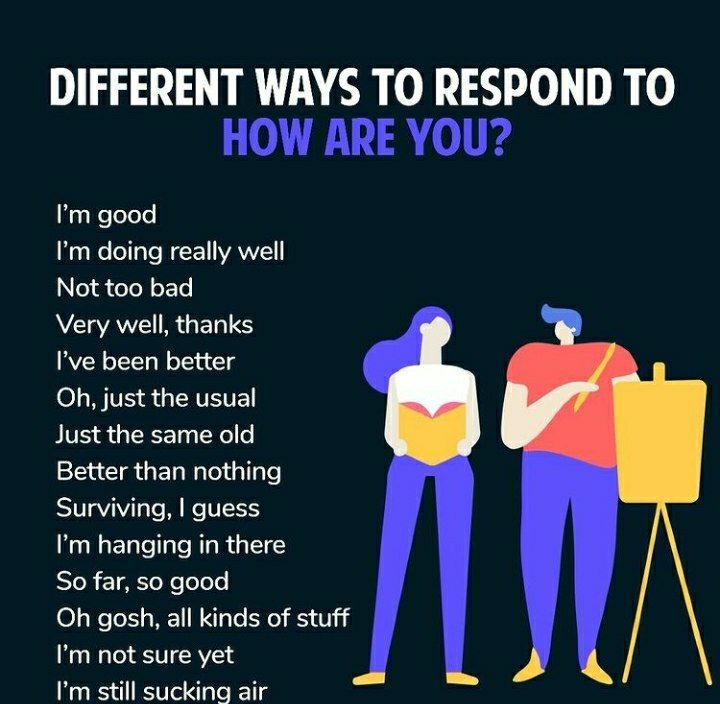 DIFFERENT WAYS TO RESPOND TO
HOW ARE YOU?
I'm good
I'm doing really well
Not too bad
Very well, thanks
I've been better
Oh, just the usual
Just the same old
Better than nothing
Surviving, I guess
I'm hanging in there
So far, so good
Oh gosh, all kinds of stuff
I'm not sure yet
I'm still sucking air